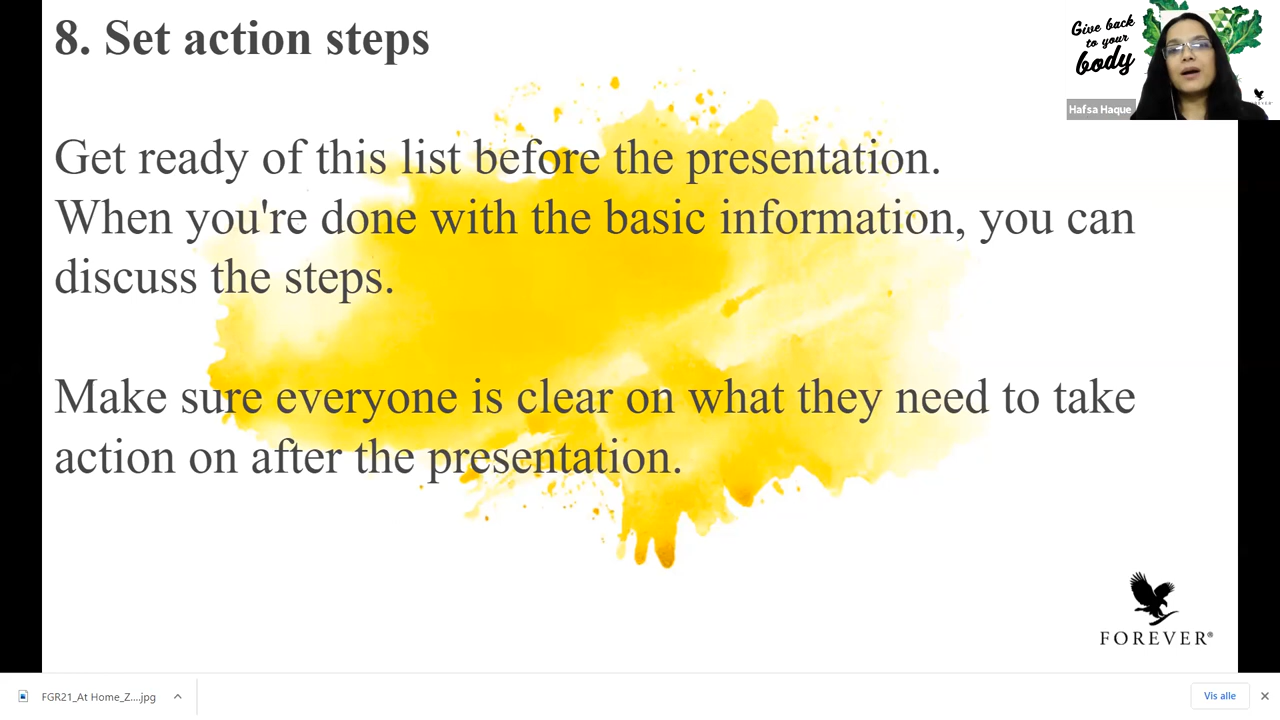 8. Set action steps
Give back
to your
body
Hafsa Haque
Get ready of this list before the presentation.
When you're done with the basic information, you can
discuss the steps.
Make sure everyone is clear on what they need to take
action on after the presentation.
FOREVER®
FGR21_At Home_Z....jpg
Vis alle